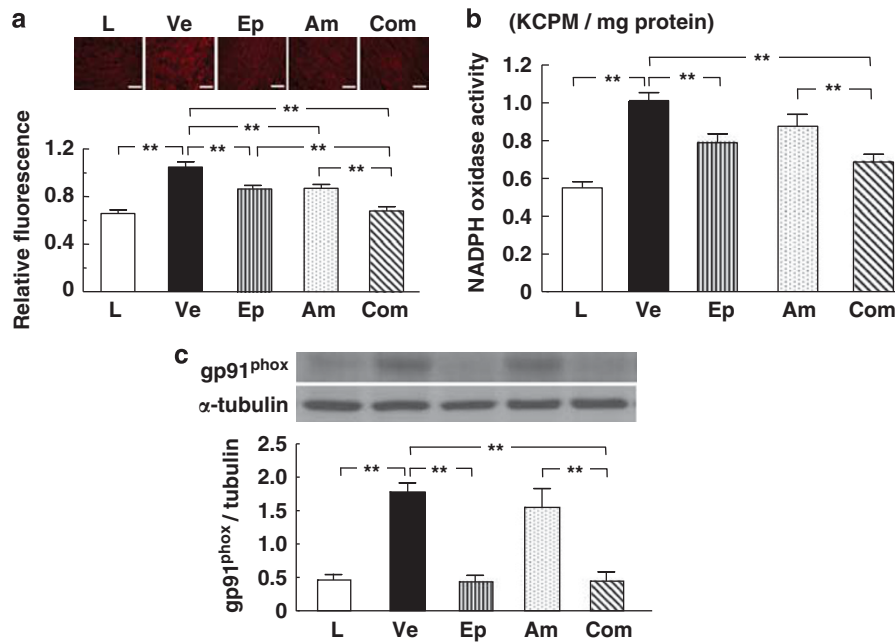 a
L Ve Ep Am Com
Relative fluorescence
**
**
** ** **
**
1.2
0.8
0.4
0
L Ve Ep Am Com
b (KCPM / mg protein)
NADPH oxidase activity
**
** ** **
1.2
1.0
0.8
0.6
0.4
0.2
0
L Ve Ep Am Com
c
gp91phox
α-tubulin
gp91phox / tubulin
**
** ** **
2.5
2.0
1.5
1.0
0.5
0.0
L Ve Ep Am Com